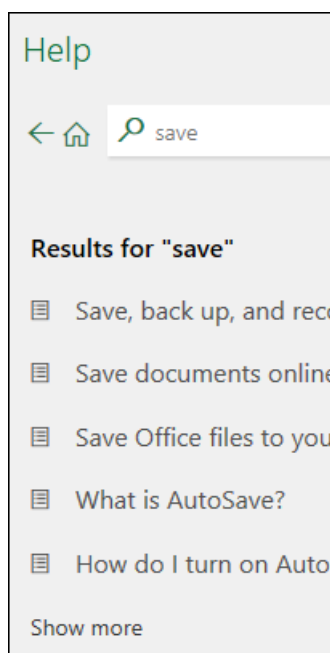 Help
save
Results for "save"
Save, back up, and reco
Save documents online
Save Office files to you
What is AutoSave?
How do I turn on Auto
Show more